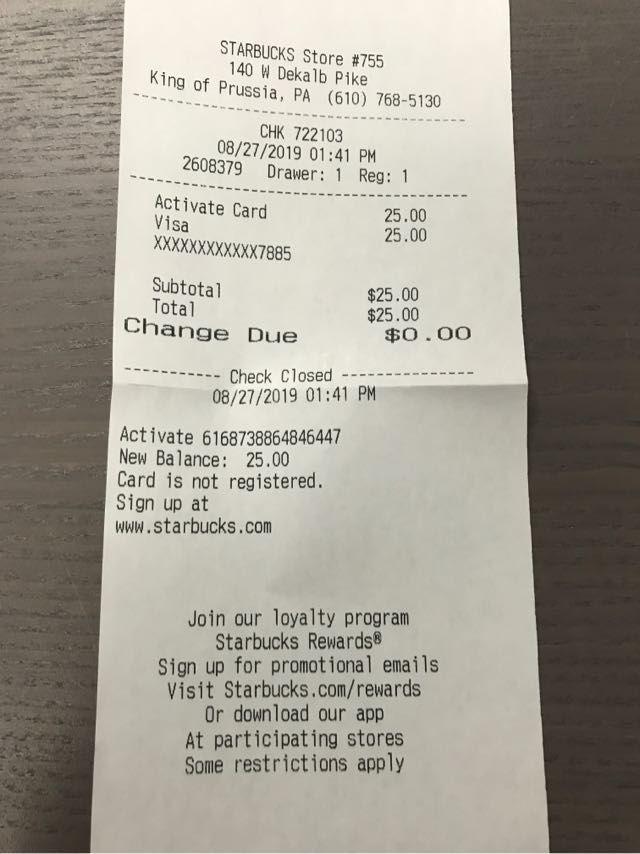 STARBUCKS Store #755
140 W Dekalb Pike
King of Prussia, PA (610) 768-5130
CHK 722103
08/27/2019 01:41 PM
2608379 Drawer: 1 Reg: 1
Activate Card 25.00
Visa 25.00
XXXXXXXXXXXX7885
Subtotal $25.00
Total $25.00
Change Due $0.00
---------- Check Closed ---------------
08/27/2019 01:41 PM
Activate 6168738864846447
New Balance: 25.00
Card is not registered.
Sign up at
www.starbucks.com
Join our loyalty program
Starbucks Rewards®
Sign up for promotional emails
Visit Starbucks.com/rewards
Or download our app
At participating stores
Some restrictions apply